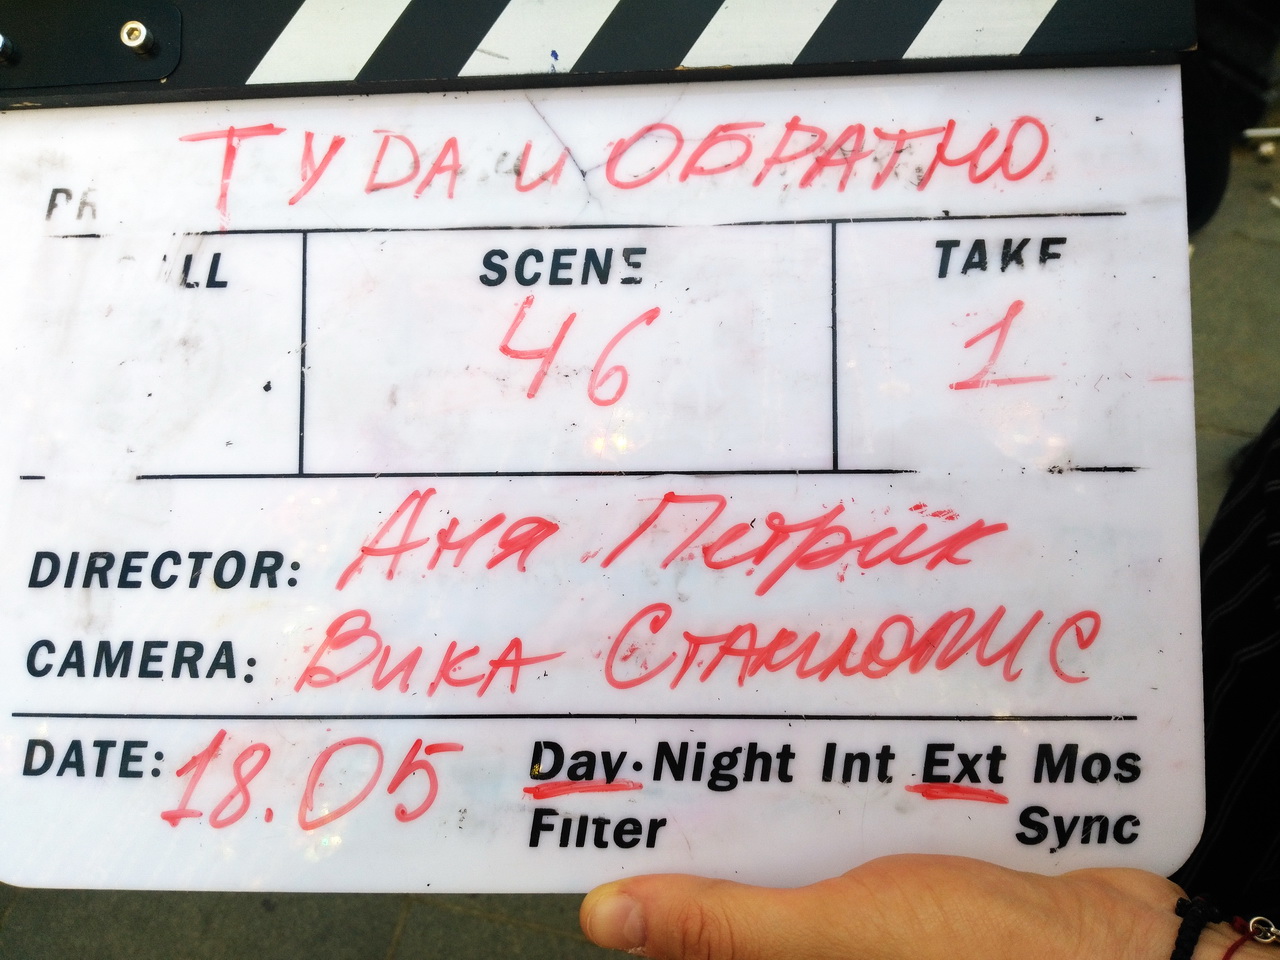 ТУДА И ОБРАТНО
SCENE TAKE
46 1
DIRECTOR: Аня Петрик
CAMERA: Вика
DATE: 18.05 Day·Night Int Ext Mos
Filter Sync